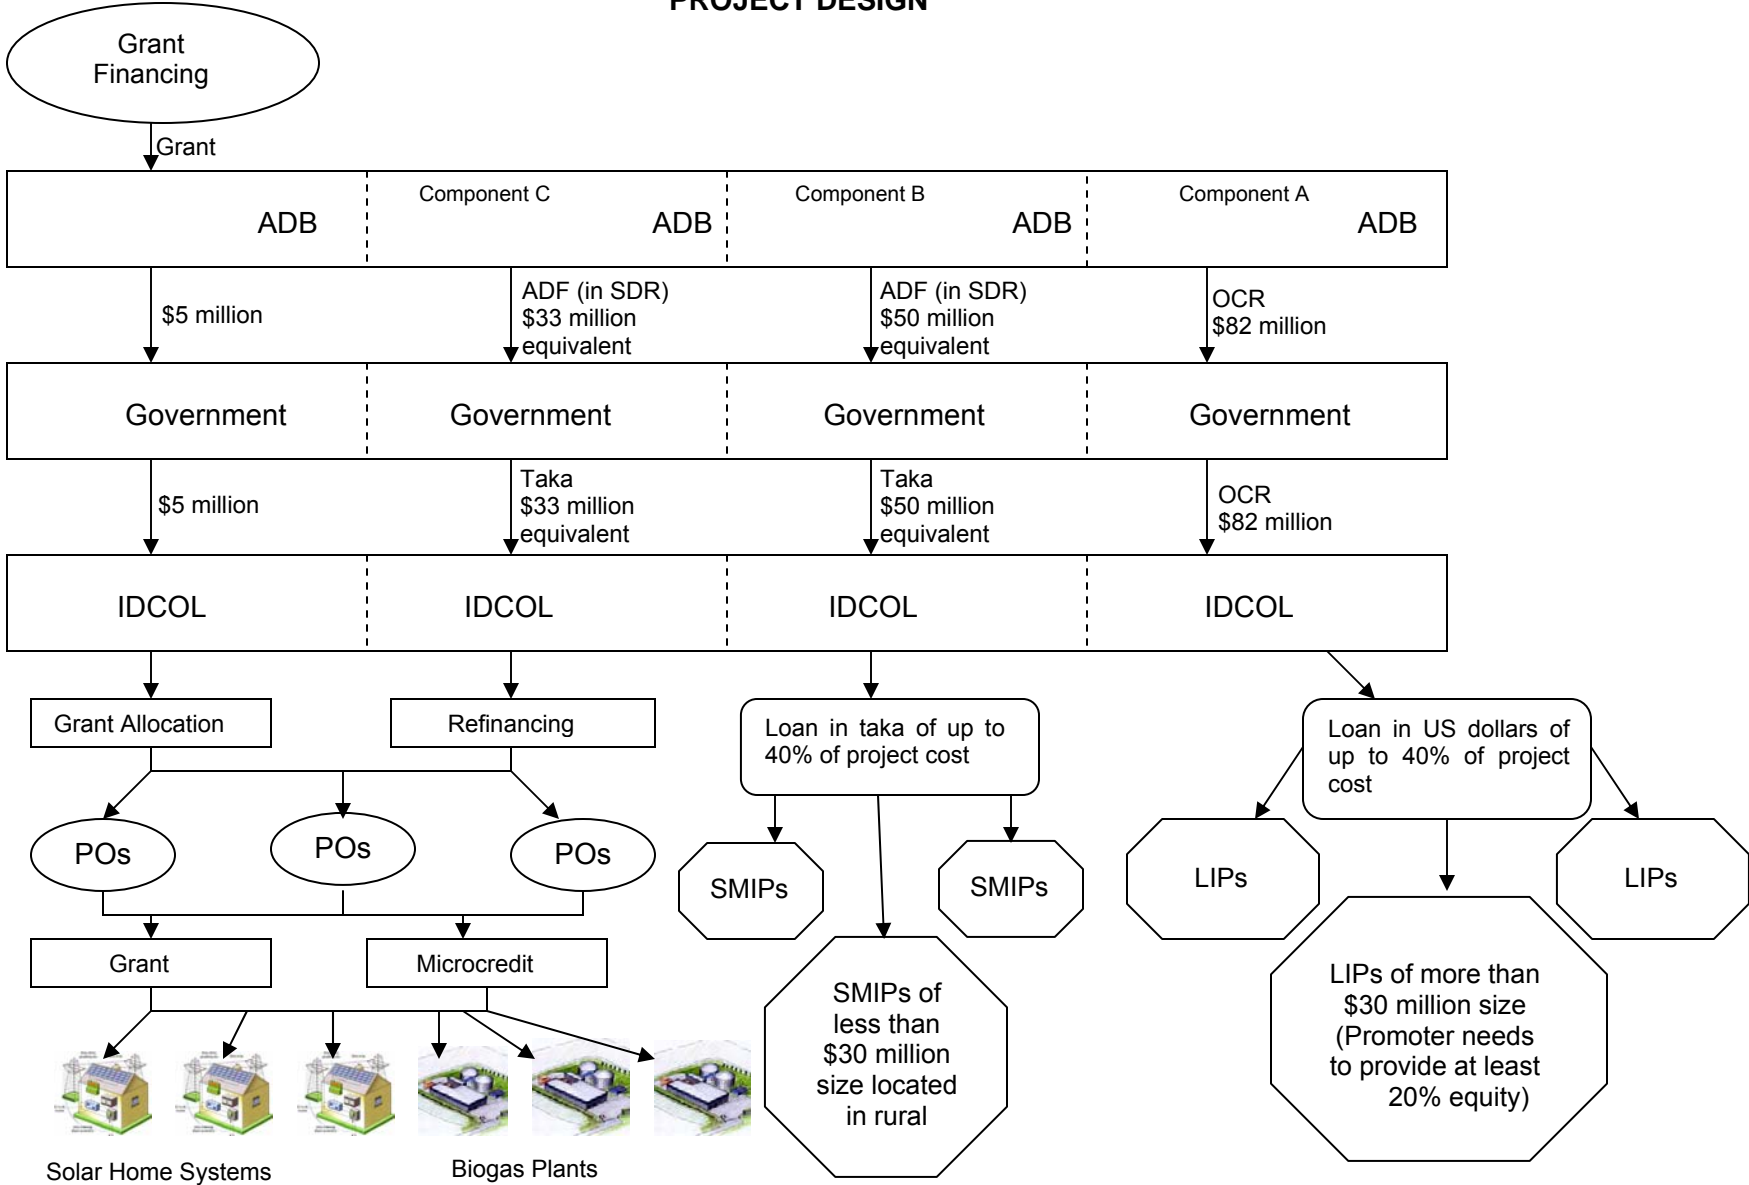 PROJECT DESIGN
Grant
Financing
Grant
ADB
Component C
ADB
Component B
ADB
Component A
ADB
$5 million
ADF (in SDR)
$33 million
equivalent
ADF (in SDR)
$50 million
equivalent
OCR
$82 million
Government
Government
Government
Government
$5 million
Taka
$33 million
equivalent
Taka
$50 million
equivalent
OCR
$82 million
IDCOL
IDCOL
IDCOL
IDCOL
Grant Allocation
Refinancing
Loan in taka of up to
40% of project cost
Loan in US dollars of
up to 40% of project
cost
POs
POs
POs
SMIPs
SMIPs
LIPs
LIPs
Grant
Microcredit
SMIPs of
less than
$30 million
size located
in rural
LIPs of more than
$30 million size
(Promoter needs
to provide at least
20% equity)
Solar Home Systems
Biogas Plants